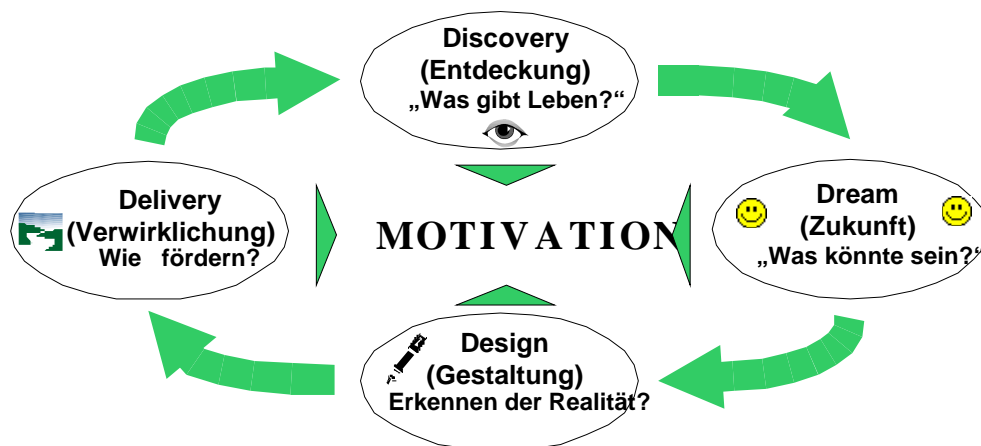 Discovery
(Entdeckung)
„Was gibt Leben?“
Delivery
(Verwirklichung)
Wie fördern?
MOTIVATION
Dream
(Zukunft)
„Was könnte sein?“
Design
(Gestaltung)
Erkennen der Realität?